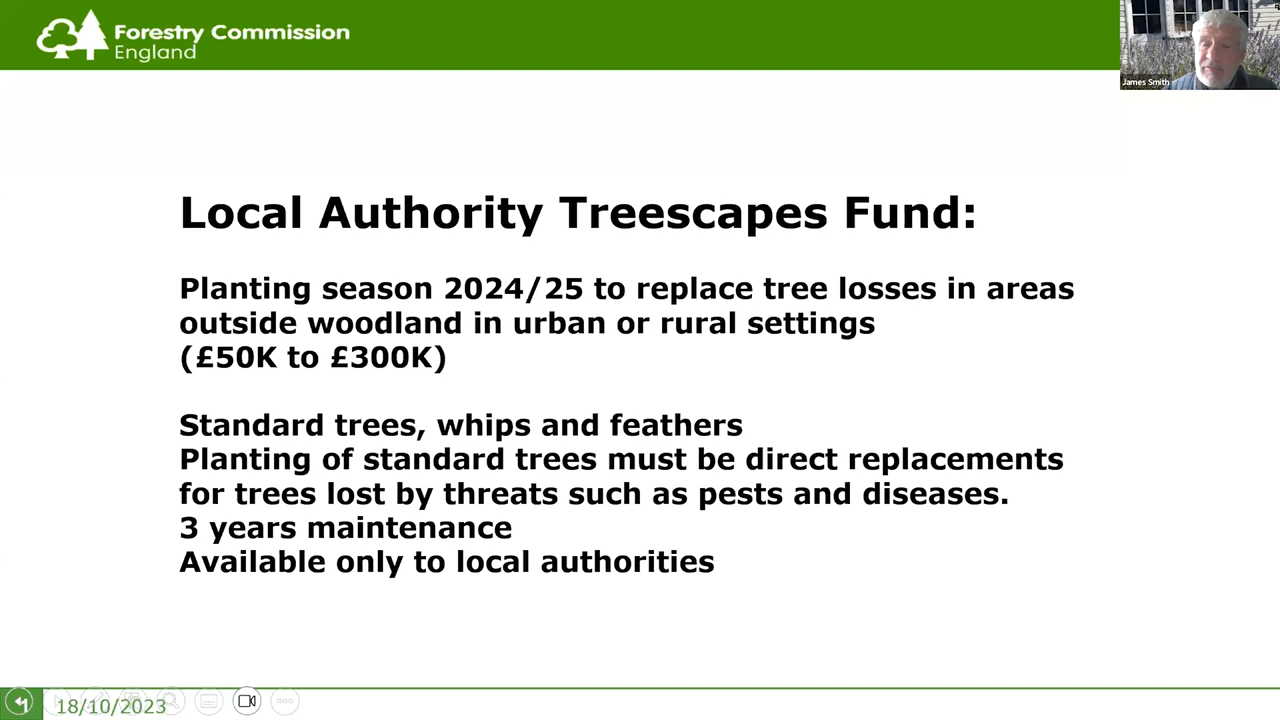 Forestry Commission
England
James Smith
Local Authority Treescapes Fund:
Planting season 2024/25 to replace tree losses in areas
outside woodland in urban or rural settings
(£50K to £300K)
Standard trees, whips and feathers
Planting of standard trees must be direct replacements
for trees lost by threats such as pests and diseases.
3 years maintenance
Available only to local authorities
18/10/2023